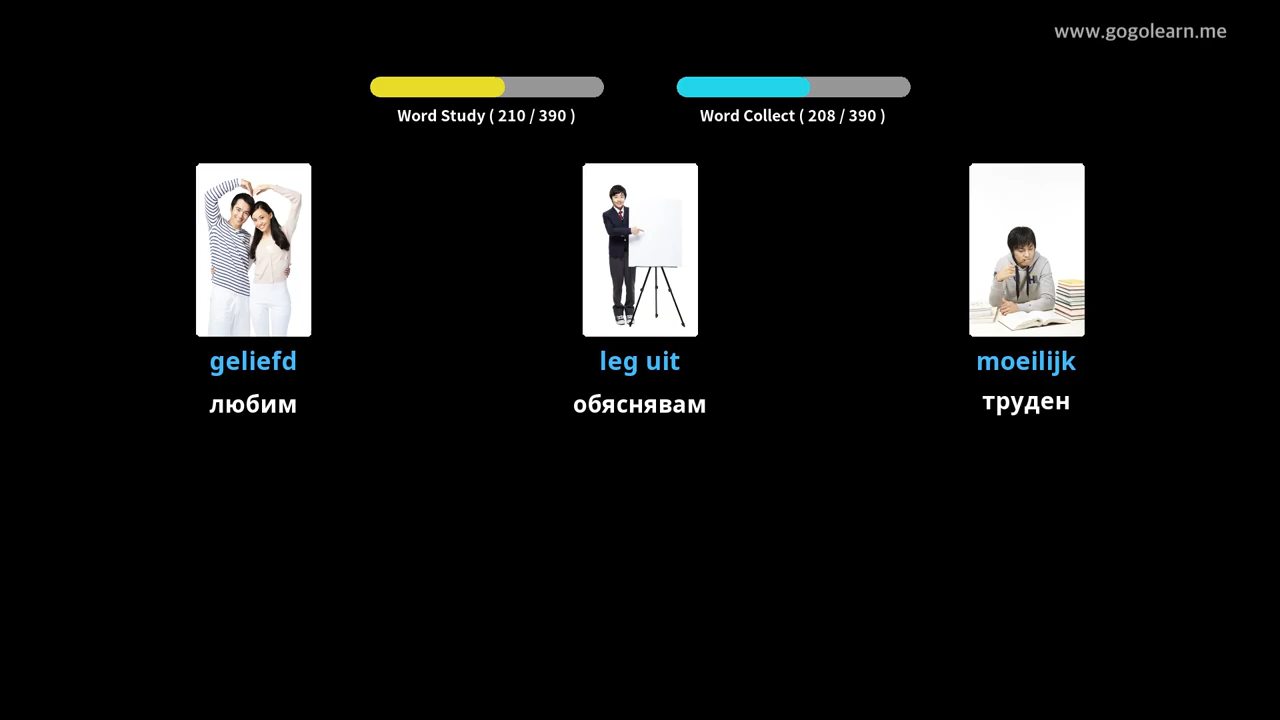 www.gogolearn.me
Word Study ( 210 / 390 )
Word Collect ( 208 / 390 )
geliefd
leg uit
moeilijk
любим
обяснявам
труден